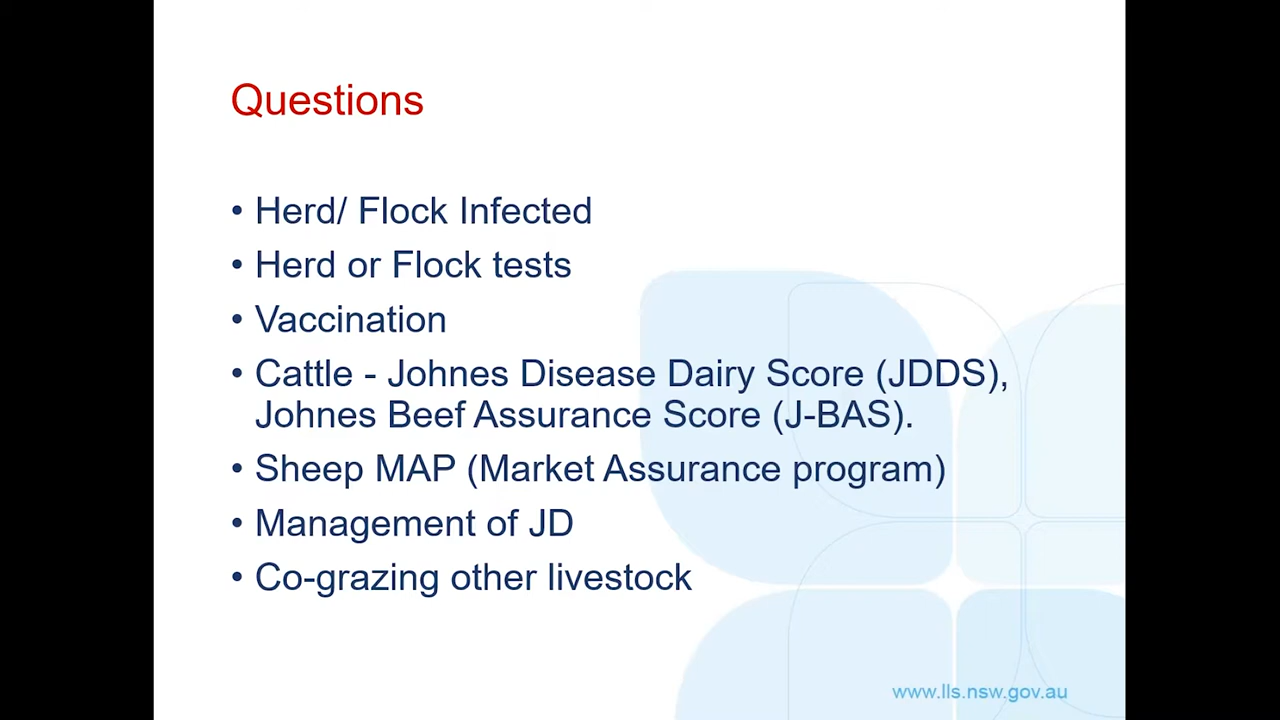 Questions
• Herd/ Flock Infected
• Herd or Flock tests
• Vaccination
• Cattle - Johnes Disease Dairy Score (JDDS),
Johnes Beef Assurance Score (J-BAS).
• Sheep MAP (Market Assurance program)
• Management of JD
• Co-grazing other livestock
www.lls.nsw.gov.au